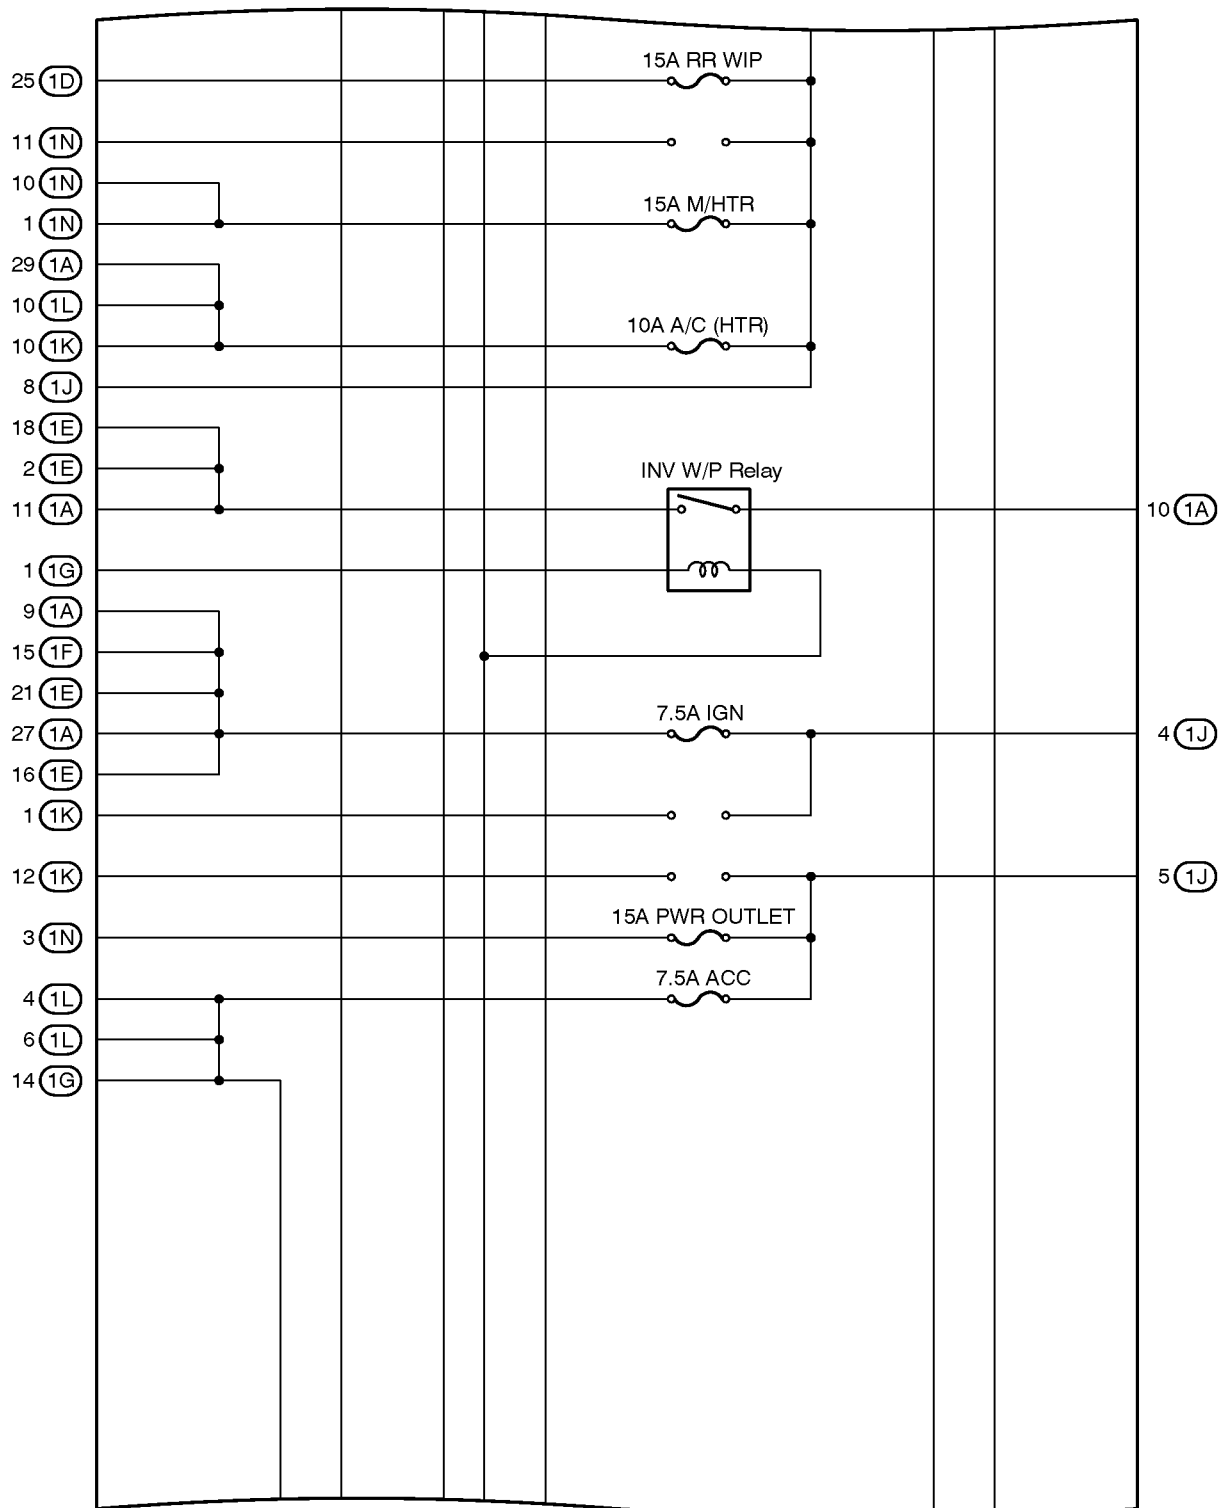 15A RR WIP
25 1D
11 1N
10 1N
15A M/HTR
1 1N
29 1A
10 1L
10A A/C (HTR)
10 1K
8 1J
18 1E
2 1E
INV W/P Relay
11 1A
10 1A
1 1G
9 1A
15 1F
21 1E
7.5A IGN
27 1A
4 1J
16 1E
1 1K
12 1K
5 1J
15A PWR OUTLET
3 1N
7.5A ACC
4 1L
6 1L
14 1G